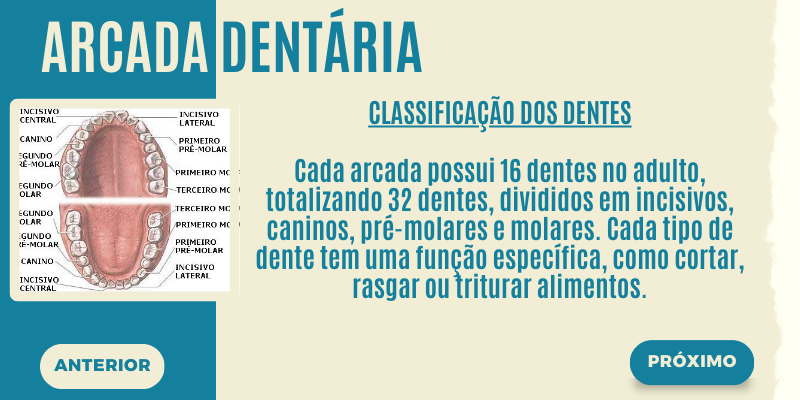 ARCADA DENTÁRIA
INCISIVO
CENTRAL
CANINO
EGUNDO
RÉ-MOLAR
EGUNDO
OLAR
EGUNDO
OLAR
GUNDO
É-MOLAR
CANINO
INCISIVO
CENTRAL
INCISIVO
LATERAL
PRIMEIRO
PRÉ-MOLAR
PRIMEIRO MO
TERCEIRO MO
TERCEIRO MO
PRIMEIRO MO
PRIMEIRO
PRÉ-MOLAR
INCISIVO
LATERAL
CLASSIFICAÇÃO DOS DENTES
Cada arcada possui 16 dentes no adulto,
totalizando 32 dentes, divididos em incisivos,
caninos, pré-molares e molares. Cada tipo de
dente tem uma função específica, como cortar,
rasgar ou triturar alimentos.
ANTERIOR
PRÓXIMO